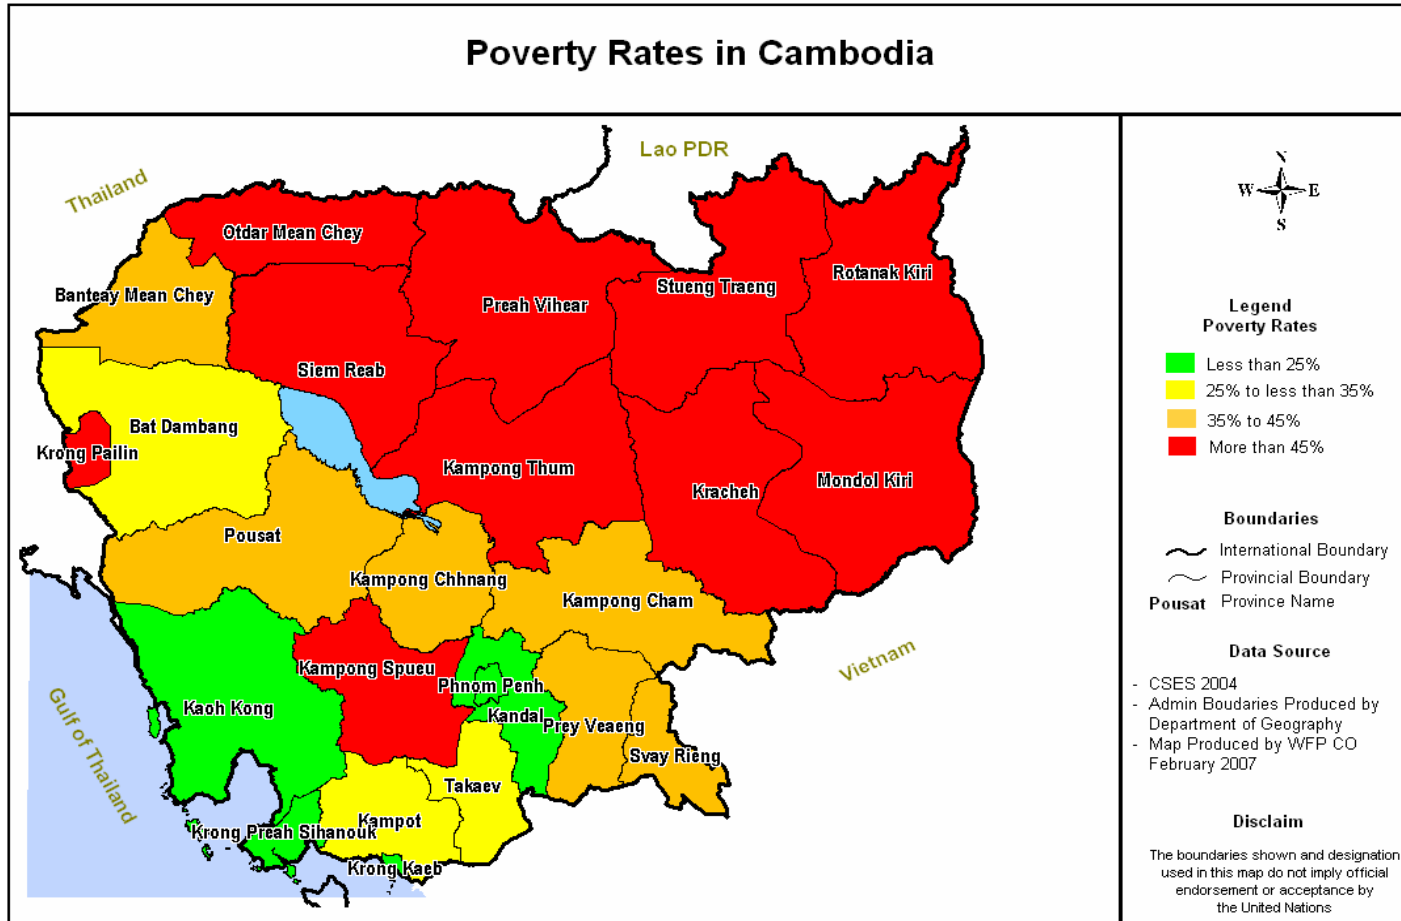 Poverty Rates in Cambodia
Lao PDR
Thailand
Otdar Mean Chey
Rotanak Kiri
Stueng Traeng
Banteay Mean Chey
Preah Vihear
Siem Reab
Bat Dambang
Krong Pailin
Kampong Thum
Mondol Kiri
Kracheh
Pousat
Kampong Chhnang
Kampong Cham
Vietnam
Kampong Spueu
Phnom Penh
Kaoh Kong
Kandal
Prey Veaeng
Gulf of Thailand
Svay Rieng
Takaev
Kampot
Krong Preah Sihanouk
Krong Kaeb
N
W E
S
Legend
Poverty Rates
Less than 25%
25% to less than 35%
35% to 45%
More than 45%
Boundaries
International Boundary
Provincial Boundary
Pousat Province Name
Data Source
- CSES 2004
- Admin Boudaries Produced by
Department of Geography
- Map Produced by WFP CO
February 2007
Disclaim
The boundaries shown and designation
used in this map do not imply official
endorsement or acceptance by
the United Nations